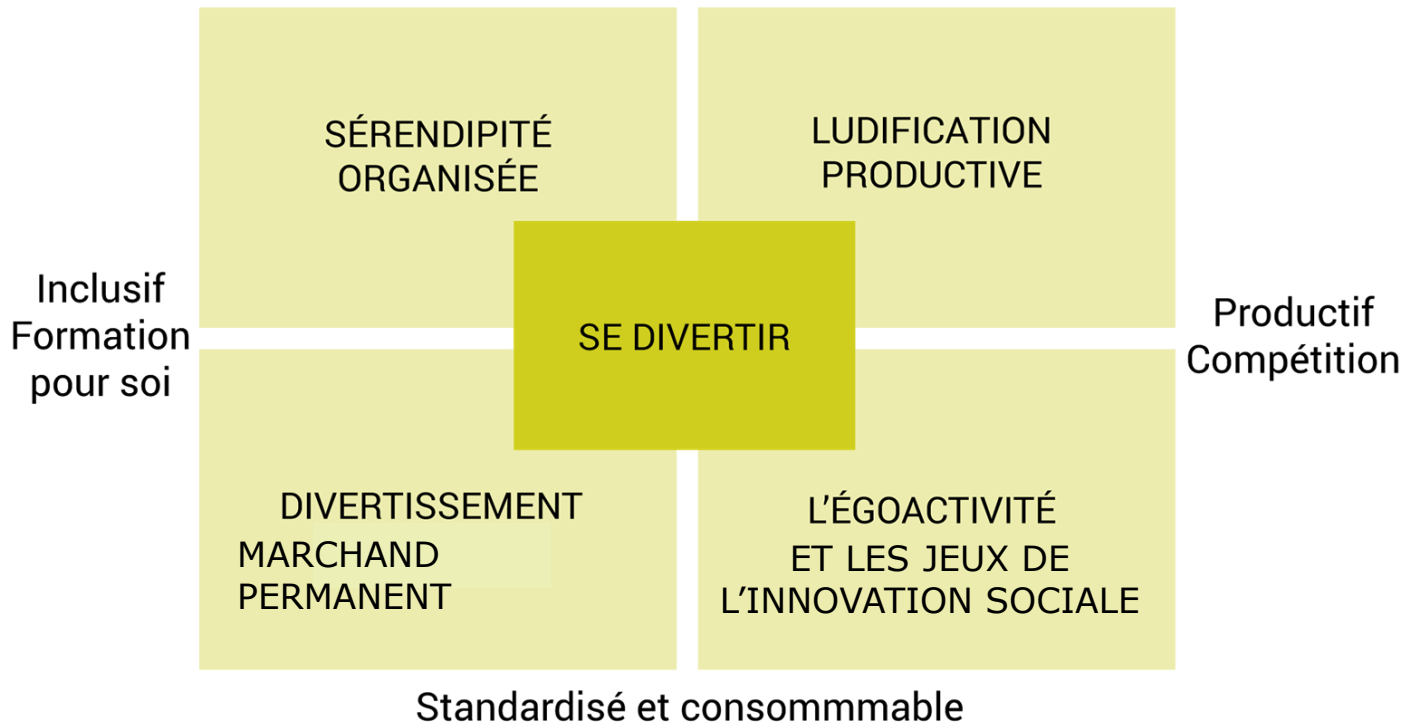 SÉRENDIPITÉ
ORGANISÉE
LUDIFICATION
PRODUCTIVE
Inclusif
Formation
pour soi
SE DIVERTIR
Productif
Compétition
DIVERTISSEMENT
MARCHAND
PERMANENT
L'ÉGOACTIVITÉ
ET LES JEUX DE
L'INNOVATION SOCIALE
Standardisé et consommmable